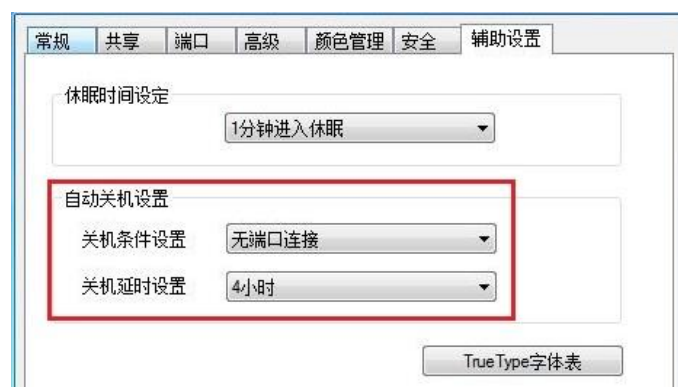 常规 共享 端口 高级 颜色管理 安全 辅助设置
休眠时间设定
1分钟进入休眠
自动关机设置
关机条件设置 无端口连接
关机延时设置 4小时
TrueType字体表